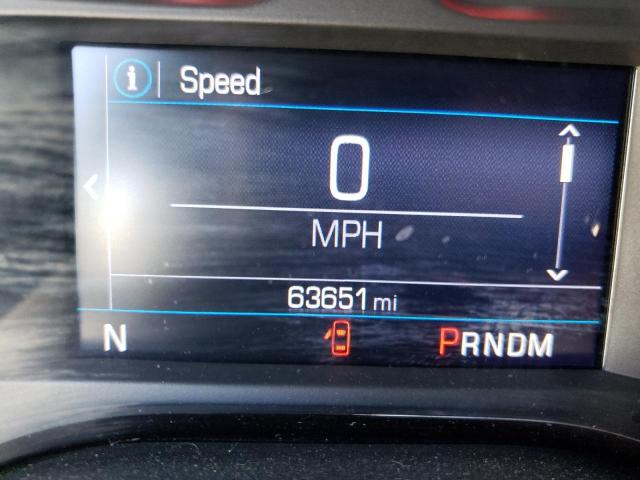 i Speed
0
MPH
63651 mi
N PRNDM